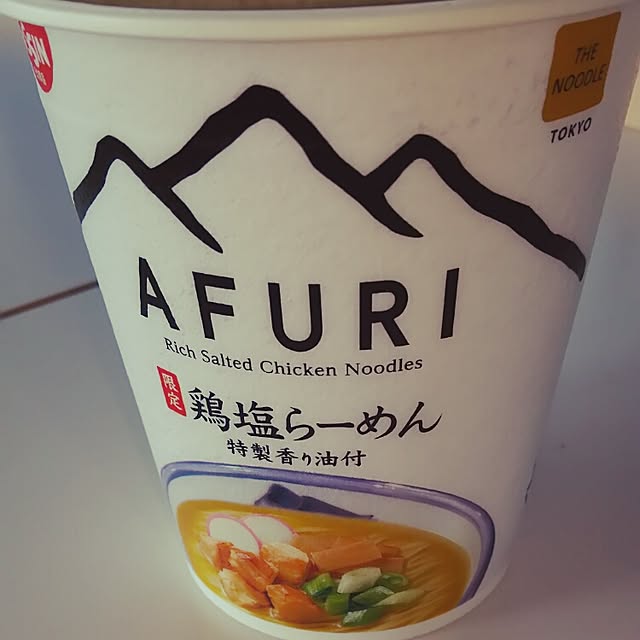 THE
NOODLE
TOKYO
AFURI
Rich Salted Chicken Noodles
限定
鶏塩らーめん
特製香り油付